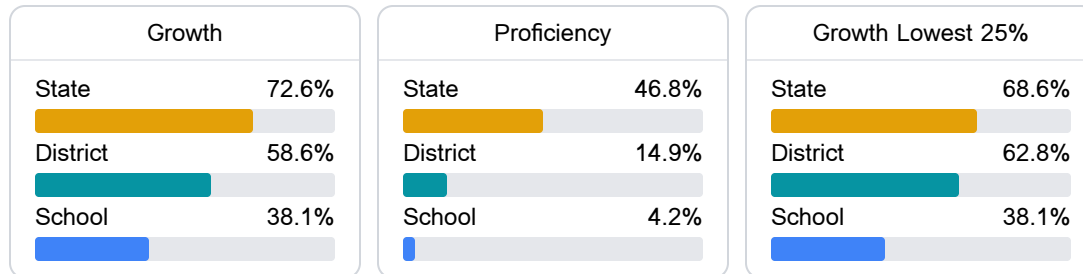 Growth
State 72.6%
District 58.6%
School 38.1%
Proficiency
State 46.8%
District 14.9%
School 4.2%
Growth Lowest 25%
State 68.6%
District 62.8%
School 38.1%